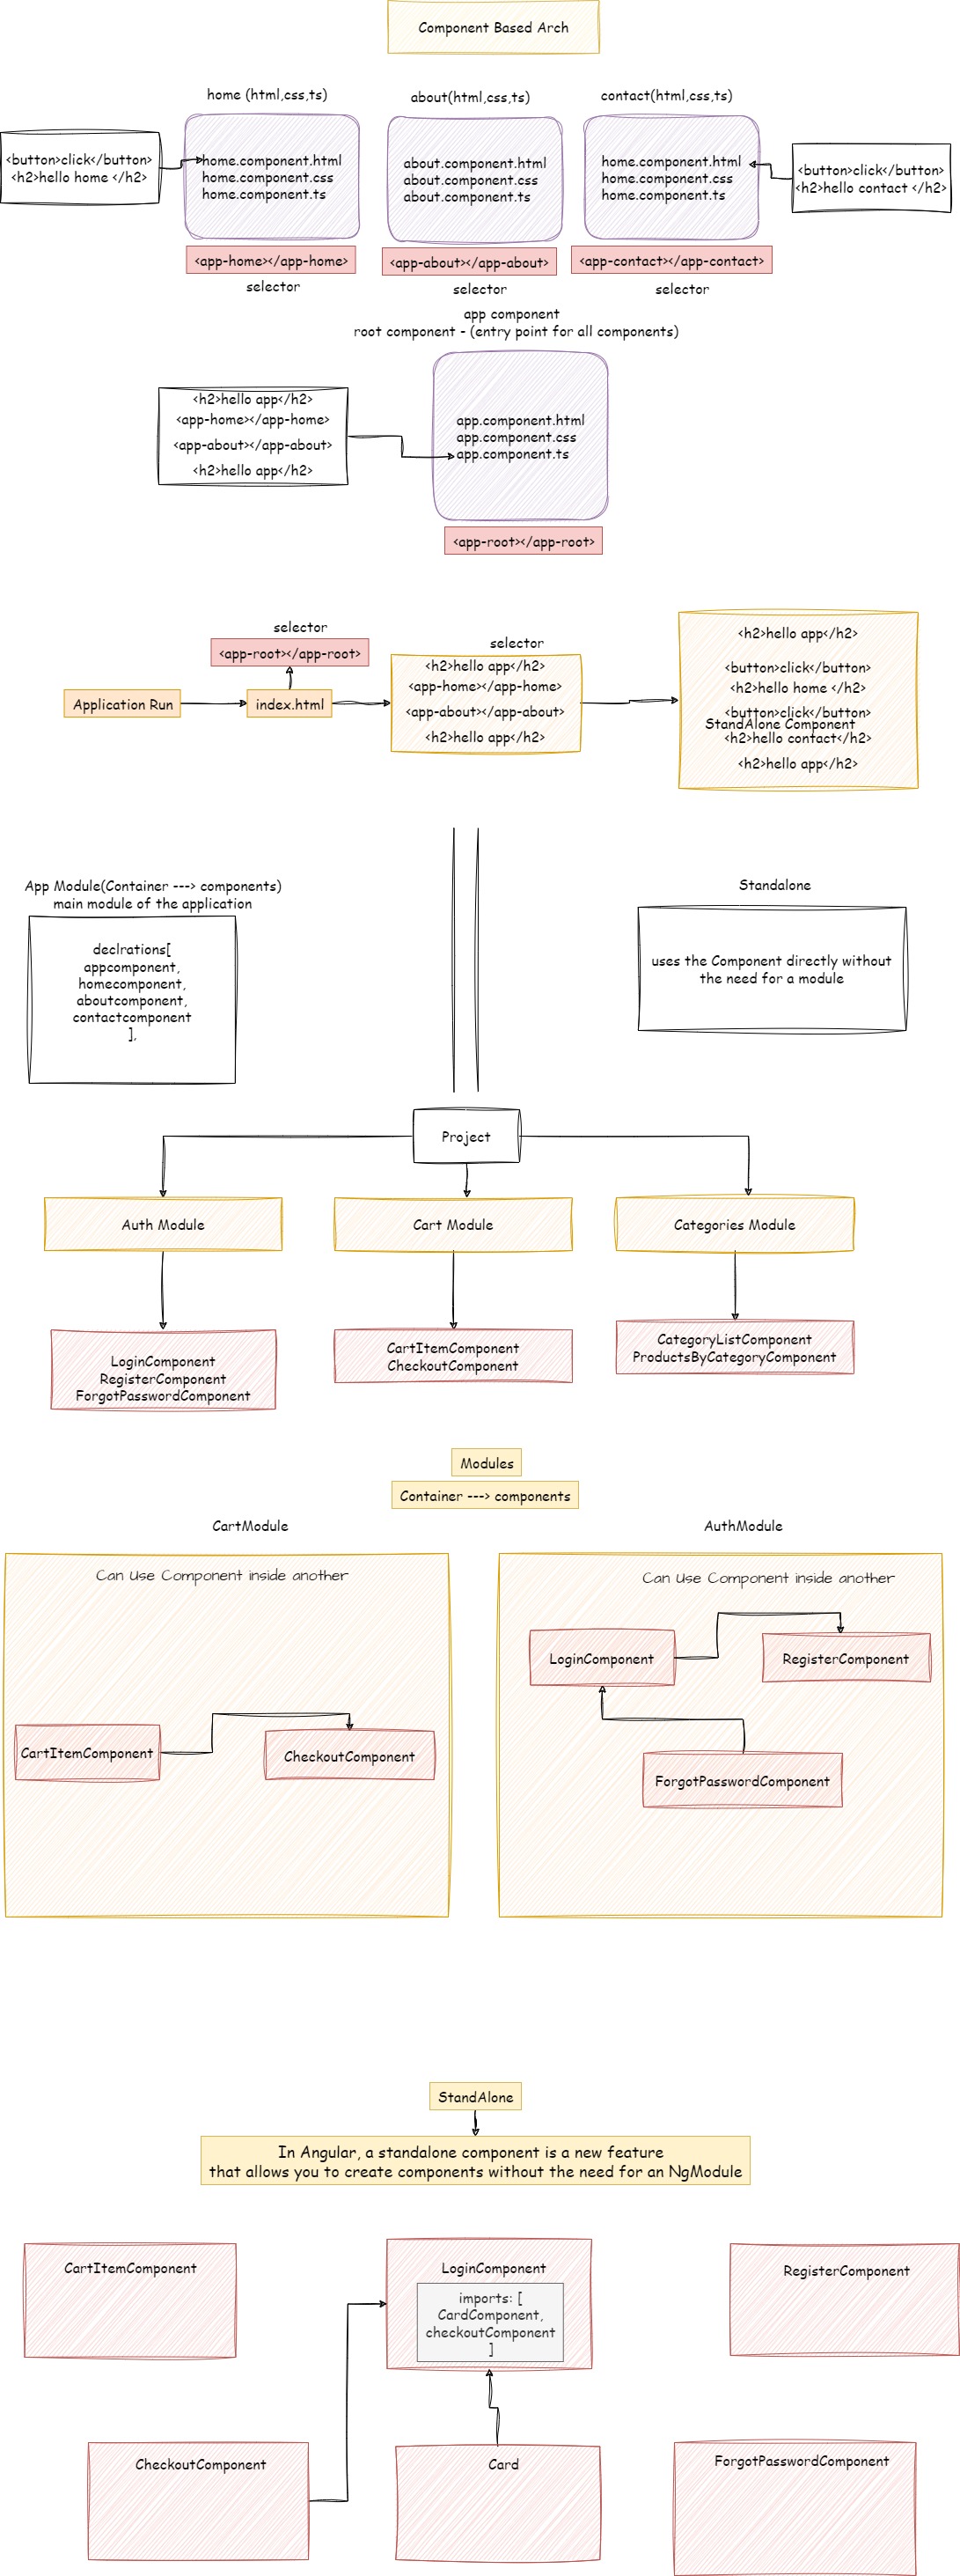 Component Based Arch
home (html,css,ts)
about(html,css,ts)
contact(html,css,ts)
<button>click</button>
<h2>hello home </h2>
home.component.html
home.component.css
home.component.ts
about.component.html
about.component.css
about.component.ts
home.component.html
home.component.css
home.component.ts
<button>click</button>
<h2>hello contact </h2>
<app-home></app-home>
<app-about></app-about>
<app-contact></app-contact>
selector
selector
selector
app component
root component - (entry point for all components)
<h2>hello app</h2>
<app-home></app-home>
<app-about></app-about>
<h2>hello app</h2>
app.component.html
app.component.css
app.component.ts
<app-root></app-root>
selector
<app-root></app-root>
Application Run
index.html
selector
<h2>hello app</h2>
<app-home></app-home>
<app-about></app-about>
<h2>hello app</h2>
<h2>hello app</h2>
<button>click</button>
<h2>hello home </h2>
<button>click</button>
StandAlone Component
<h2>hello contact</h2>
<h2>hello app</h2>
App Module(Container ---> components)
main module of the application
declrations[
appcomponent,
homecomponent,
aboutcomponent,
contactcomponent
],
Standalone
uses the Component directly without
the need for a module
Project
Auth Module
Cart Module
Categories Module
LoginComponent
RegisterComponent
ForgotPasswordComponent
CartItemComponent
CheckoutComponent
CategoryListComponent
ProductsByCategoryComponent
Modules
Container ---> components
CartModule
AuthModule
Can Use Component inside another
Can Use Component inside another
LoginComponent
RegisterComponent
CartItemComponent
CheckoutComponent
ForgotPasswordComponent
StandAlone
In Angular, a standalone component is a new feature
that allows you to create components without the need for an NgModule
CartItemComponent
LoginComponent
imports: [
CardComponent,
checkoutComponent
]
RegisterComponent
CheckoutComponent
Card
ForgotPasswordComponent